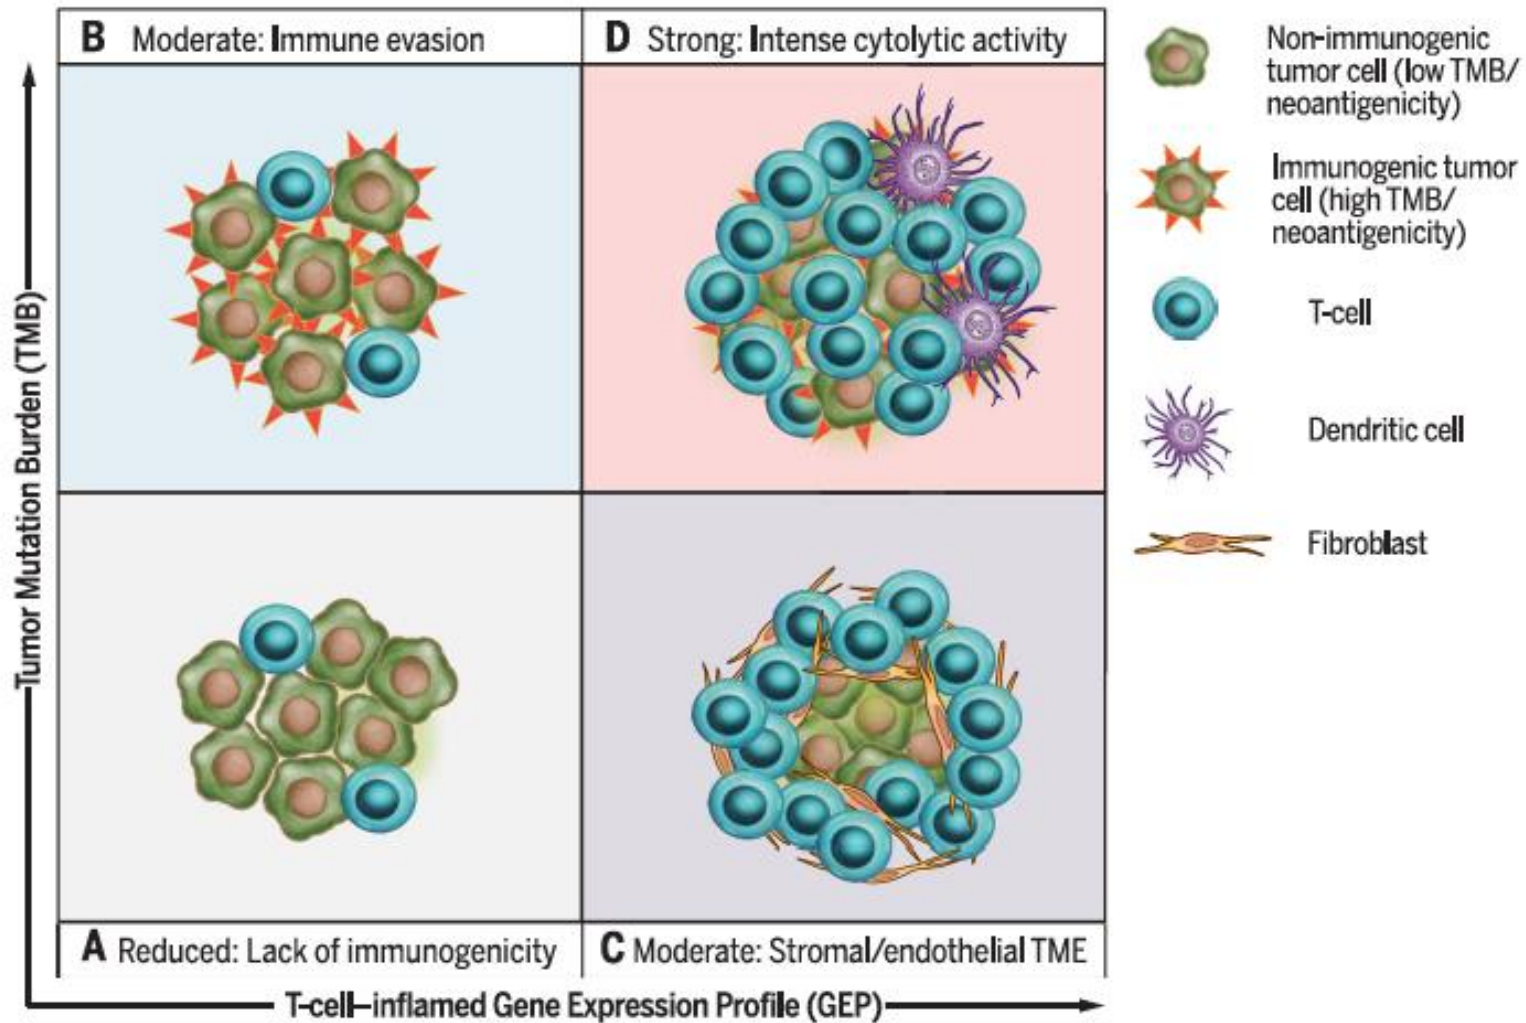 B Moderate: Immune evasion
D Strong: Intense cytolytic activity
Non-immunogenic
tumor cell (low TMB/
neoantigenicity)
Immunogenic tumor
cell (high TMB/
neoantigenicity)
T-cell
Dendritic cell
Fibroblast
Tumor Mutation Burden (TMB)
A Reduced: Lack of immunogenicity
C Moderate: Stromal/endothelial TME
T-cell–inflamed Gene Expression Profile (GEP)